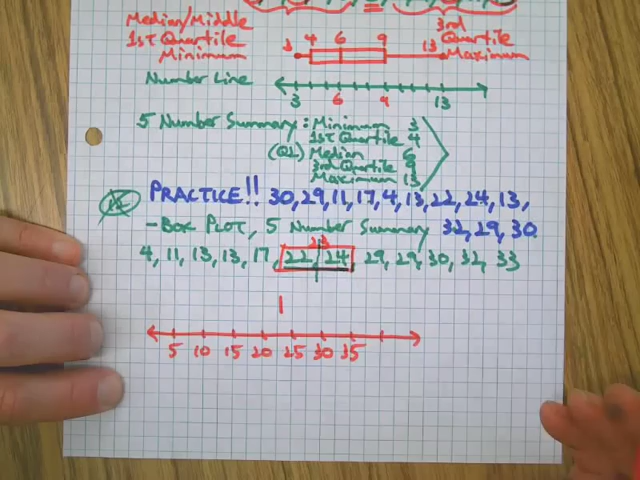 Median/Middle
1st Quartile
Minimum
3rd Quartile
Maximum
3 4 6 9 13
Number Line
3 6 9 13
5 Number Summary: Minimum 3
1st Quartile 4
(Q1) Median 6
3rd Quartile 9
Maximum 13
PRACTICE!! 30, 29, 11, 17, 4, 13, 22, 24, 13,
- Box Plot, 5 Number Summary 32, 29, 30.
23
4, 11, 13, 13, 17, 22, 24 29, 29, 30, 32, 33
5 10 15 20 25 30 35